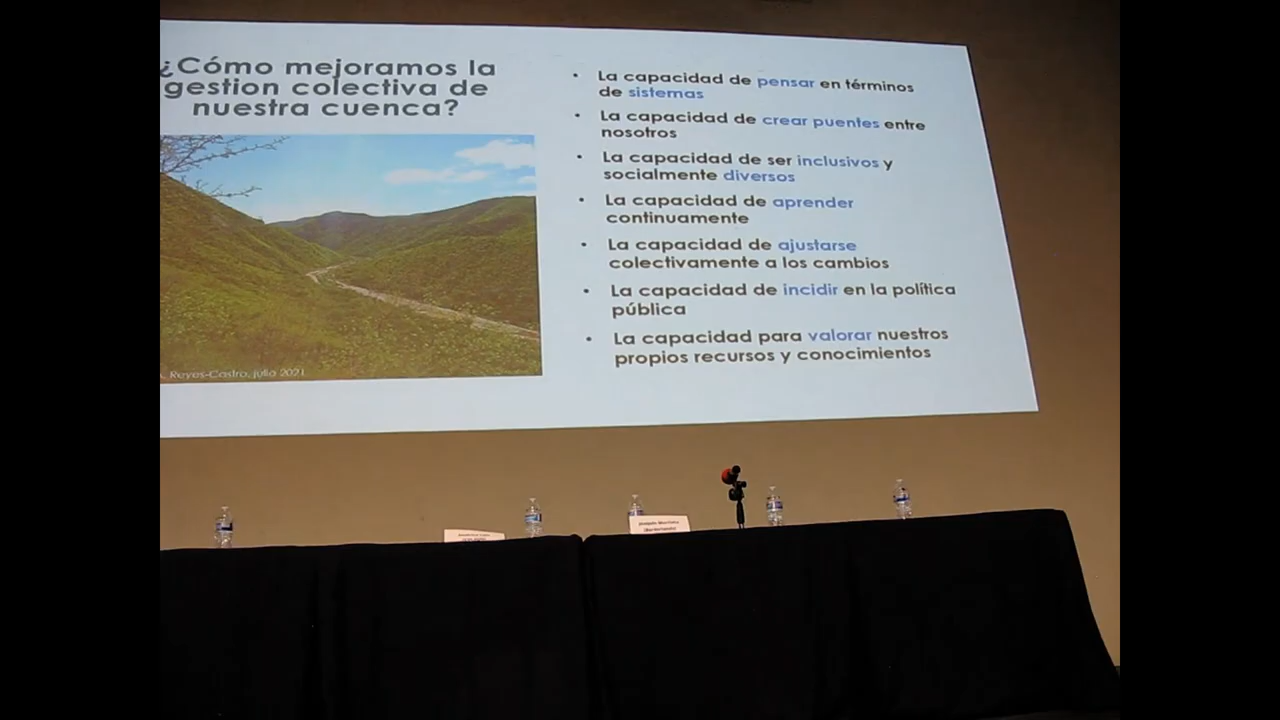 ¿Cómo mejoramos la
gestion colectiva de
nuestra cuenca?
Reyes-Castro, julio 2021
• La capacidad de pensar en términos
de sistemas
• La capacidad de crear puentes entre
nosotros
• La capacidad de ser inclusivos y
socialmente diversos
• La capacidad de aprender
continuamente
• La capacidad de ajustarse
colectivamente a los cambios
• La capacidad de incidir en la política
pública
• La capacidad para valorar nuestros
propios recursos y conocimientos